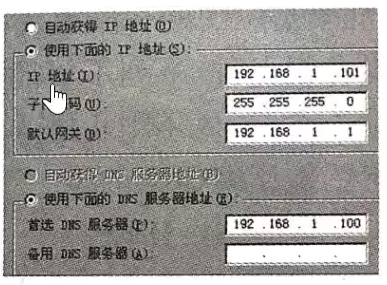 自动获得 IP 地址(O)
使用下面的 IP 地址(S):
IP 地址(I): 192 .168 . 1 .101
子 码(U): 255 .255 .255 . 0
默认网关(D): 192 .168 . 1 . 1
自动获得 DNS 服务器地址(B)
使用下面的 DNS 服务器地址(E):
首选 DNS 服务器(P): 192 .168 . 1 .100
备用 DNS 服务器(A): . . .